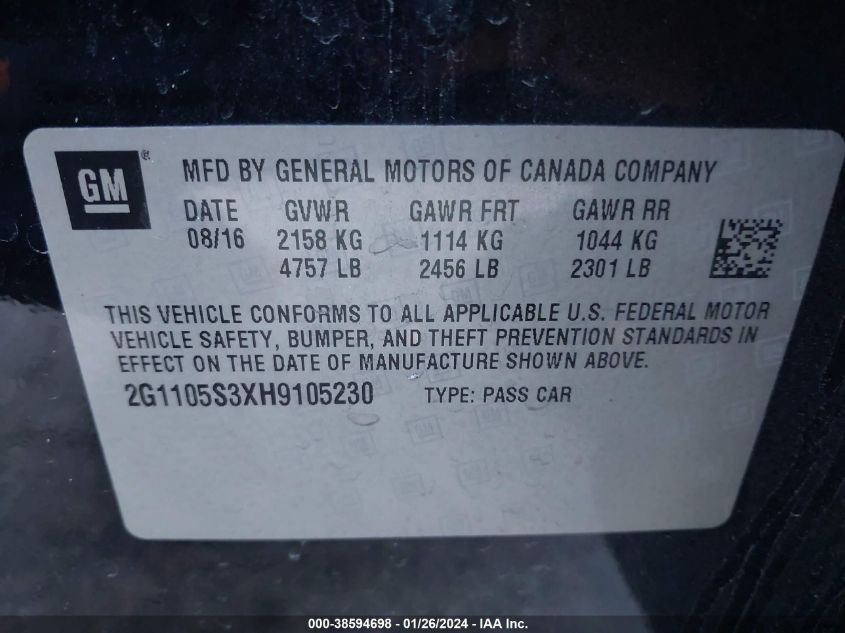 GM ® MFD BY GENERAL MOTORS OF CANADA COMPANY
DATE GVWR GAWR FRT GAWR RR
08/16 2158 KG 1114 KG 1044 KG
4757 LB 2456 LB 2301 LB
THIS VEHICLE CONFORMS TO ALL APPLICABLE U.S. FEDERAL MOTOR
VEHICLE SAFETY, BUMPER, AND THEFT PREVENTION STANDARDS IN
EFFECT ON THE DATE OF MANUFACTURE SHOWN ABOVE.
2G1105S3XH9105230 TYPE: PASS CAR
000-38594698 - 01/26/2024 - IAA Inc.